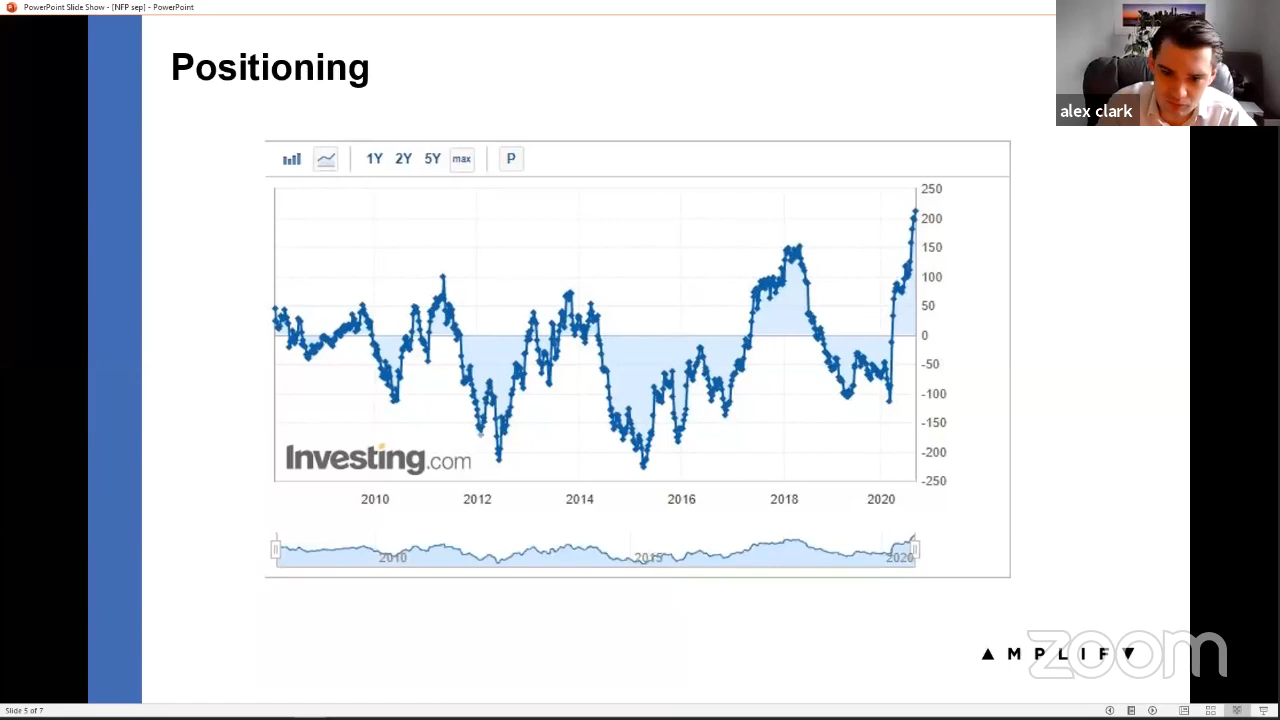 PowerPoint Slide Show - [NFP sep] - PowerPoint
Positioning
alex clark
1Y 2Y 5Y max P
250
200
150
100
50
0
-50
-100
-150
-200
-250
Investing.com
2010 2012 2014 2016 2018 2020
2010 2015 2020
AMPLIFY
zoom
Slide 5 of 7